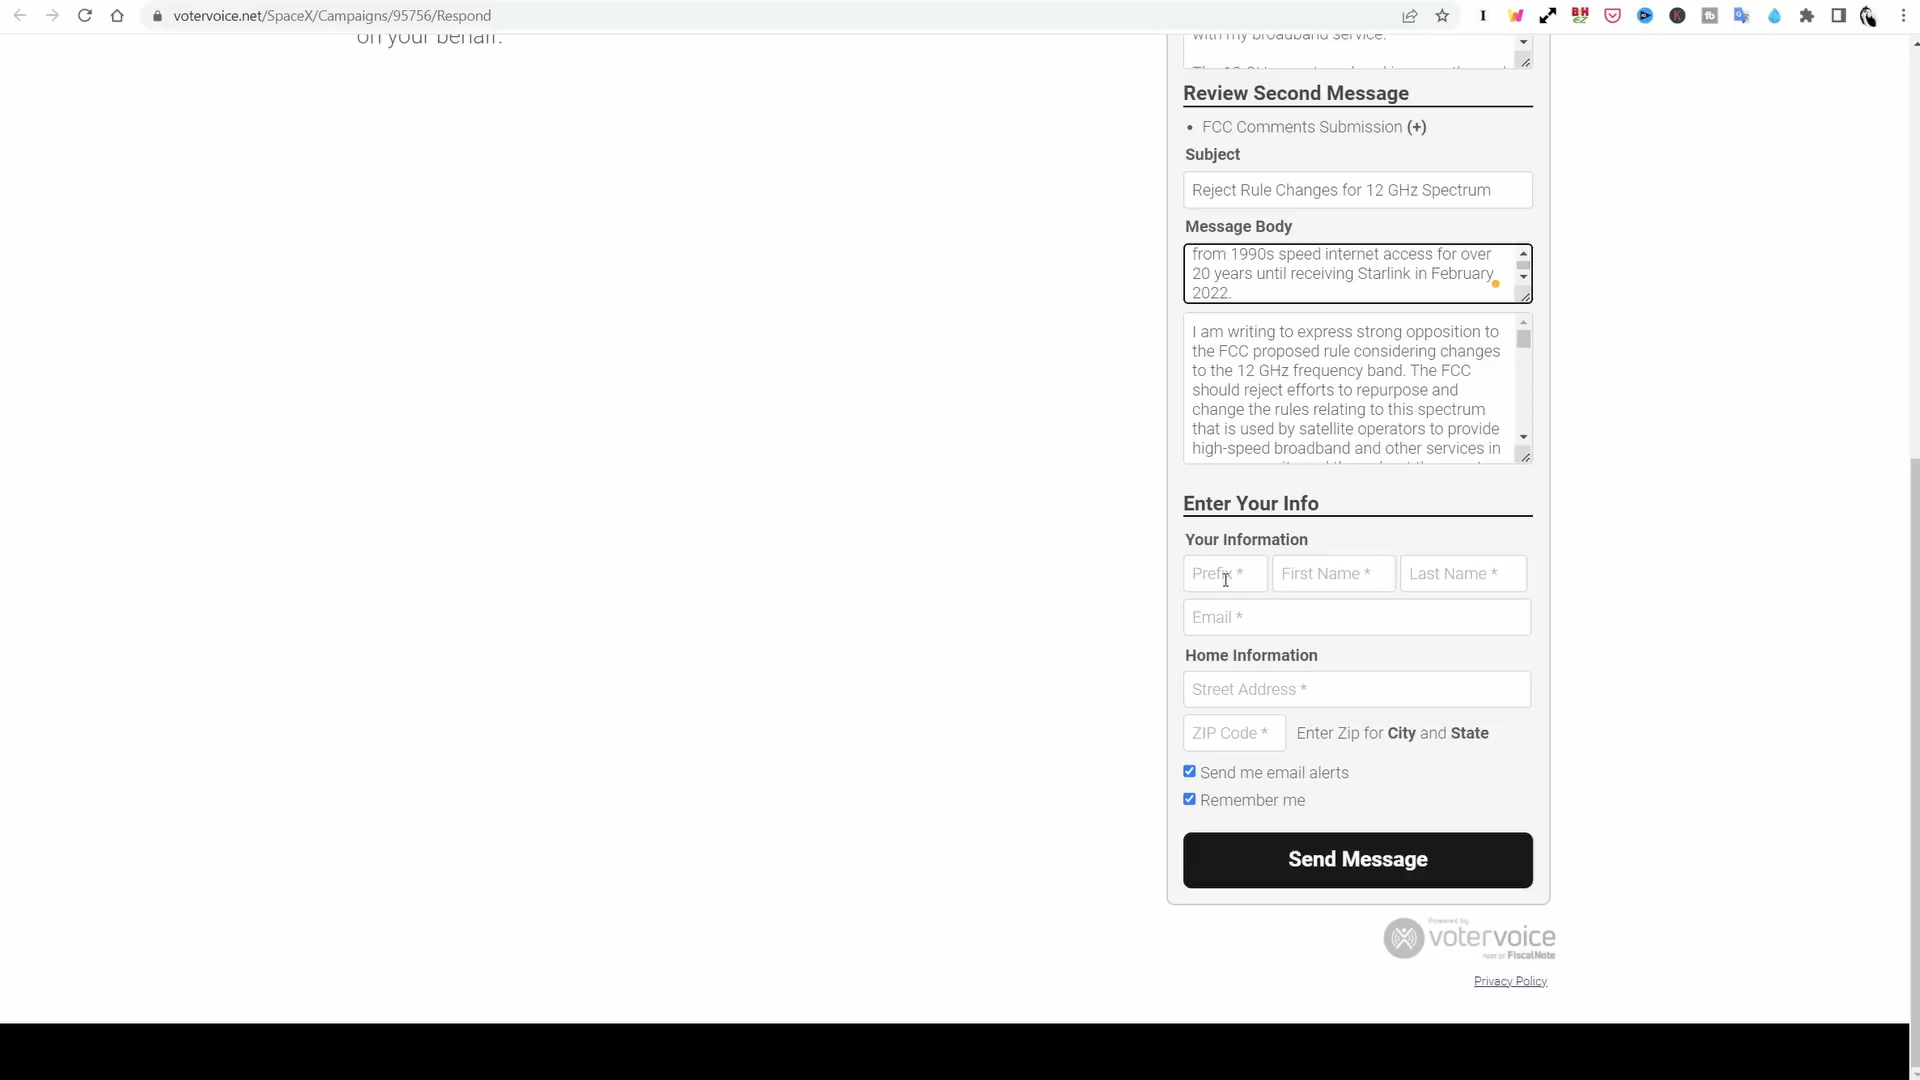 votervoice.net/SpaceX/Campaigns/95756/Respond
on your behalf.
with my broadband service.
Review Second Message
• FCC Comments Submission (+)
Subject
Reject Rule Changes for 12 GHz Spectrum
Message Body
from 1990s speed internet access for over
20 years until receiving Starlink in February
2022.
I am writing to express strong opposition to
the FCC proposed rule considering changes
to the 12 GHz frequency band. The FCC
should reject efforts to repurpose and
change the rules relating to this spectrum
that is used by satellite operators to provide
high-speed broadband and other services in
Enter Your Info
Your Information
Prefix * First Name * Last Name *
Email *
Home Information
Street Address *
ZIP Code * Enter Zip for City and State
Send me email alerts
Remember me
Send Message
Powered by
votervoice
PART OF FiscalNote
Privacy Policy